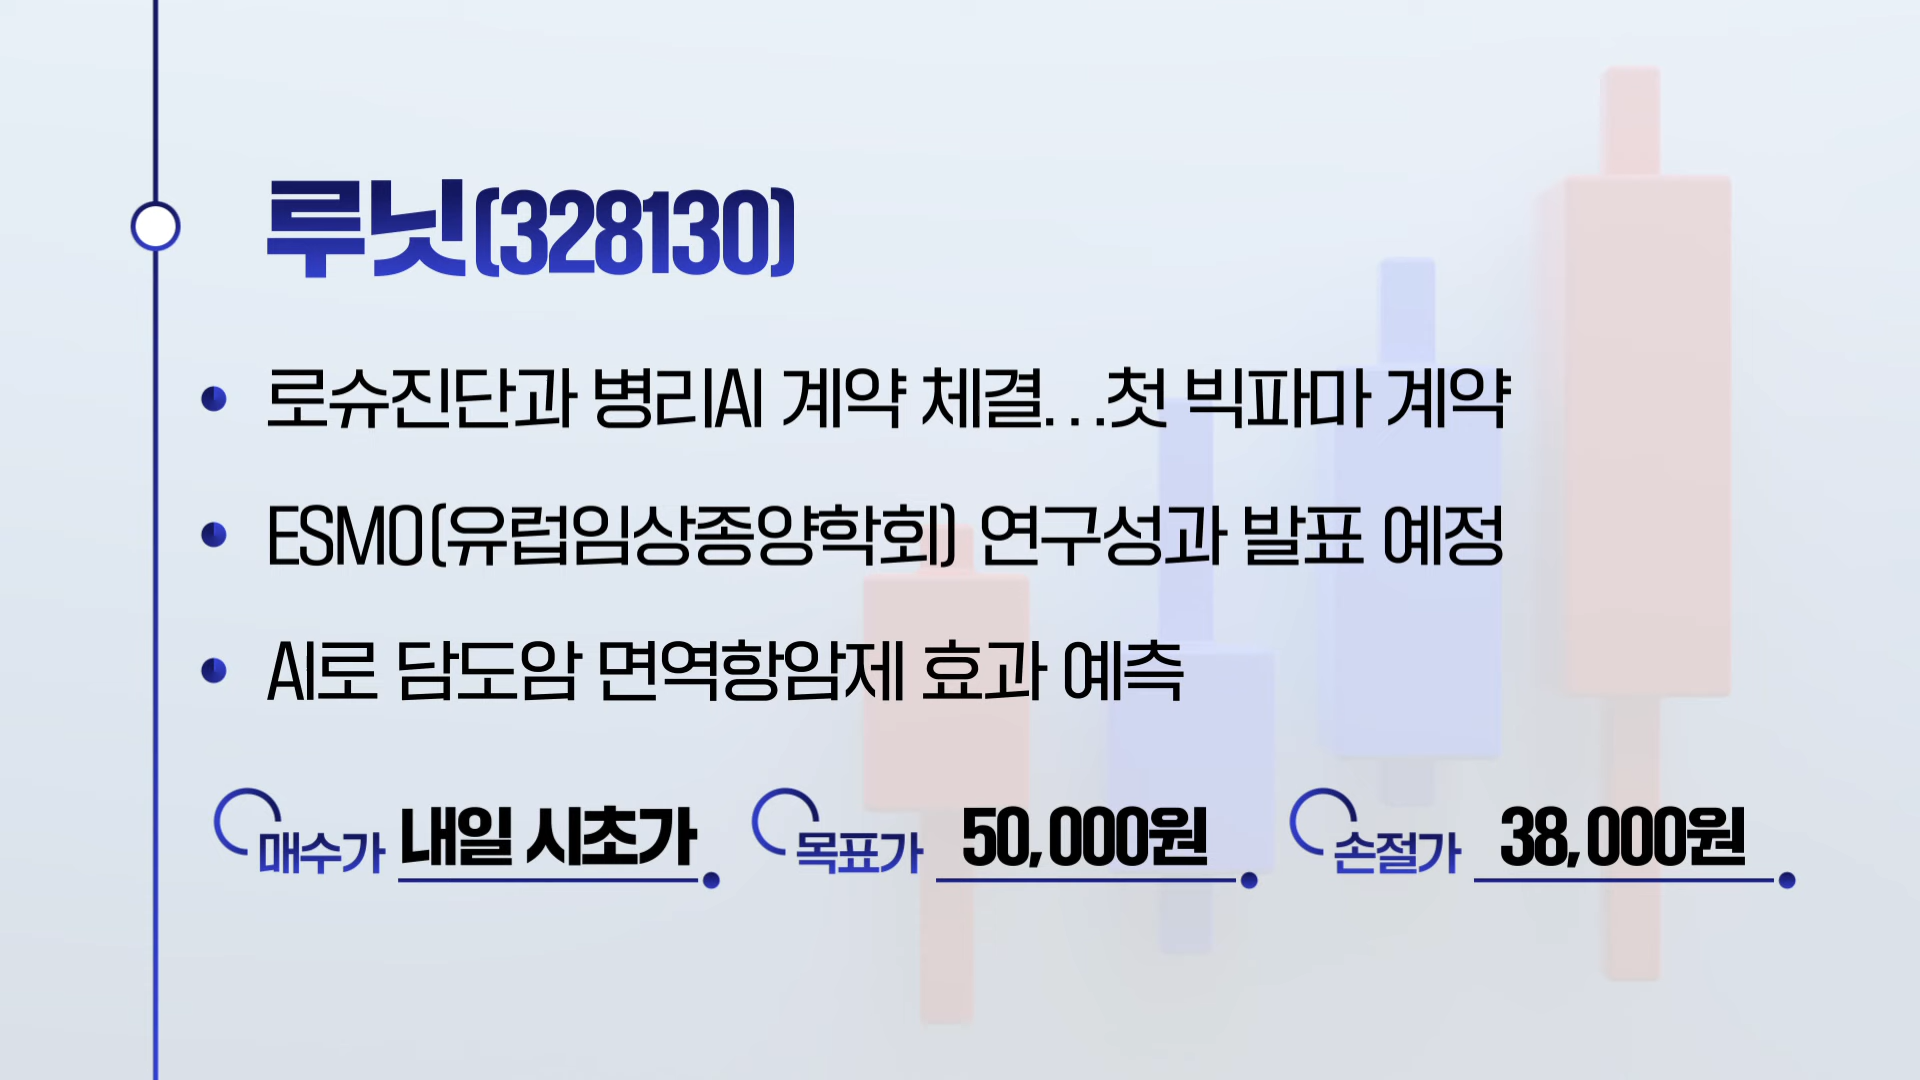 루닛(328130)
로슈진단과 병리AI 계약 체결...첫 빅파마 계약
ESMO(유럽임상종양학회) 연구성과 발표 예정
AI로 담도암 면역항암제 효과 예측
매수가 내일 시초가 목표가 50,000원 손절가 38,000원